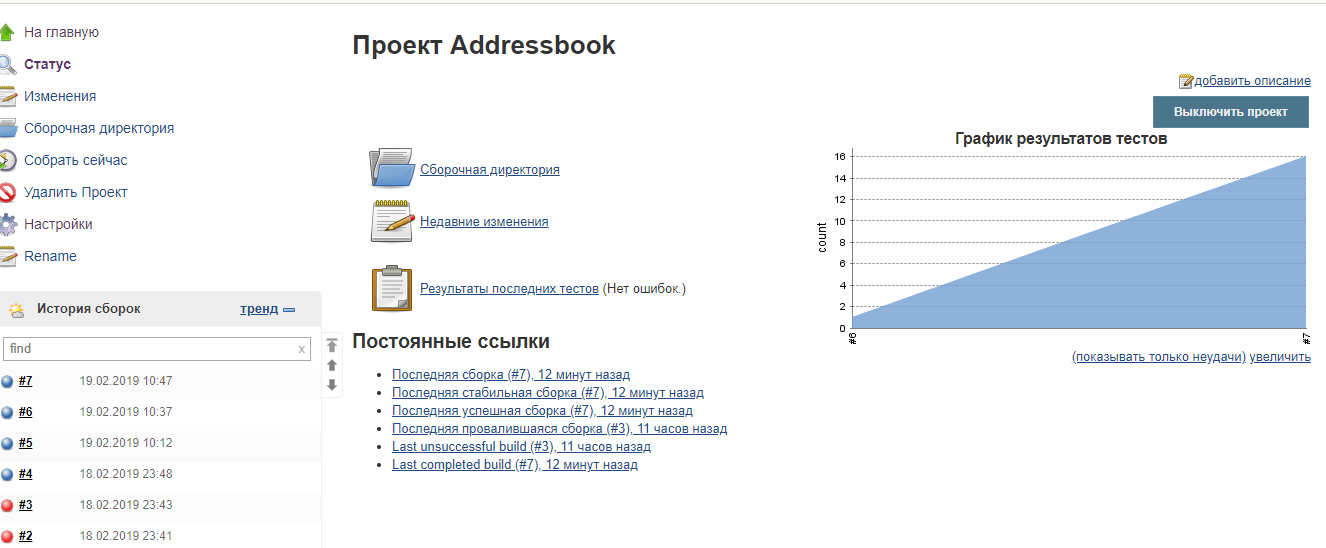 На главную
Статус
Изменения
Сборочная директория
Собрать сейчас
Удалить Проект
Настройки
Rename
История сборок
тренд
find
x
#7 19.02.2019 10:47
#6 19.02.2019 10:37
#5 19.02.2019 10:12
#4 18.02.2019 23:48
#3 18.02.2019 23:43
#2 18.02.2019 23:41
Проект Addressbook
добавить описание
Выключить проект
Сборочная директория
Недавние изменения
Результаты последних тестов (Нет ошибок.)
График результатов тестов
count
16
14
12
10
8
6
4
2
0
#6
#7
(показывать только неудачи) увеличить
Постоянные ссылки
Последняя сборка (#7), 12 минут назад
Последняя стабильная сборка (#7), 12 минут назад
Последняя успешная сборка (#7), 12 минут назад
Последняя провалившаяся сборка (#3), 11 часов назад
Last unsuccessful build (#3), 11 часов назад
Last completed build (#7), 12 минут назад